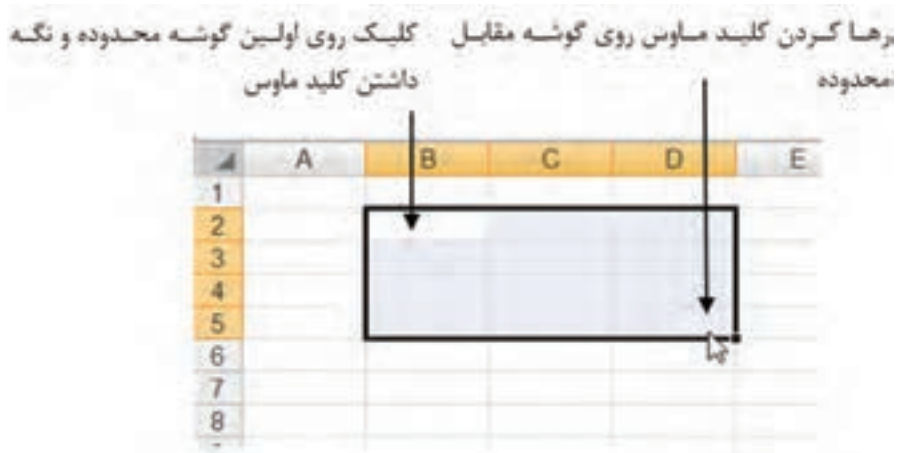 رها کردن کلید ماوس روی گوشه مقابل
محدوده
کلیک روی اولین گوشه محدوده و نگه
داشتن کلید ماوس
A B C D E
1
2
3
4
5
6
7
8